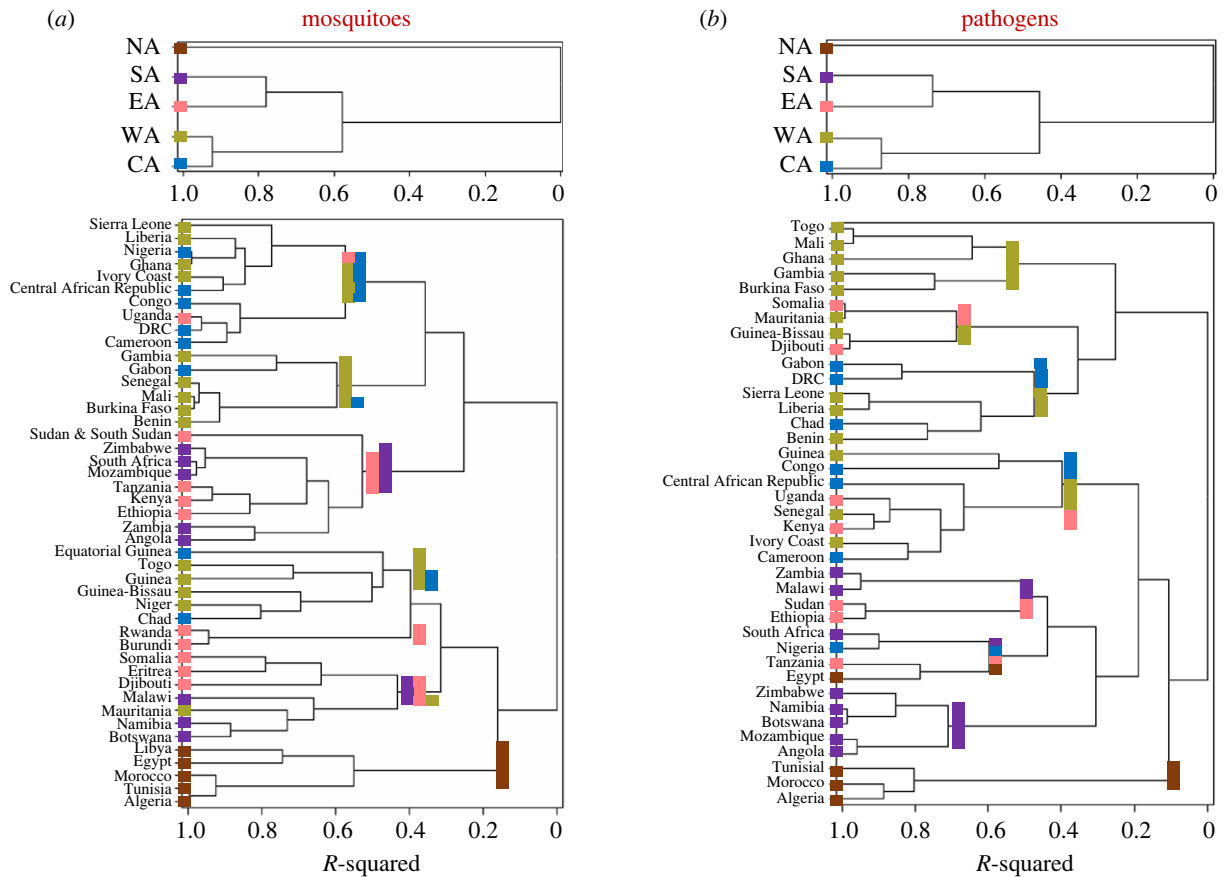 (a) mosquitoes
NA
SA
EA
WA
CA
1.0 0.8 0.6 0.4 0.2 0
Sierra Leone
Liberia
Nigeria
Ghana
Ivory Coast
Central African Republic
Congo
Uganda
DRC
Cameroon
Gambia
Gabon
Senegal
Mali
Burkina Faso
Benin
Sudan & South Sudan
Zimbabwe
South Africa
Mozambique
Tanzania
Kenya
Ethiopia
Zambia
Angola
Equatorial Guinea
Togo
Guinea
Guinea-Bissau
Niger
Chad
Rwanda
Burundi
Somalia
Eritrea
Djibouti
Malawi
Mauritania
Namibia
Botswana
Libya
Egypt
Morocco
Tunisia
Algeria
1.0 0.8 0.6 0.4 0.2 0
R-squared
(b) pathogens
NA
SA
EA
WA
CA
1.0 0.8 0.6 0.4 0.2 0
Togo
Mali
Ghana
Gambia
Burkina Faso
Somalia
Mauritania
Guinea-Bissau
Djibouti
Gabon
DRC
Sierra Leone
Liberia
Chad
Benin
Guinea
Congo
Central African Republic
Uganda
Senegal
Kenya
Ivory Coast
Cameroon
Zambia
Malawi
Sudan
Ethiopia
South Africa
Nigeria
Tanzania
Egypt
Zimbabwe
Namibia
Botswana
Mozambique
Angola
Tunisial
Morocco
Algeria
1.0 0.8 0.6 0.4 0.2 0
R-squared